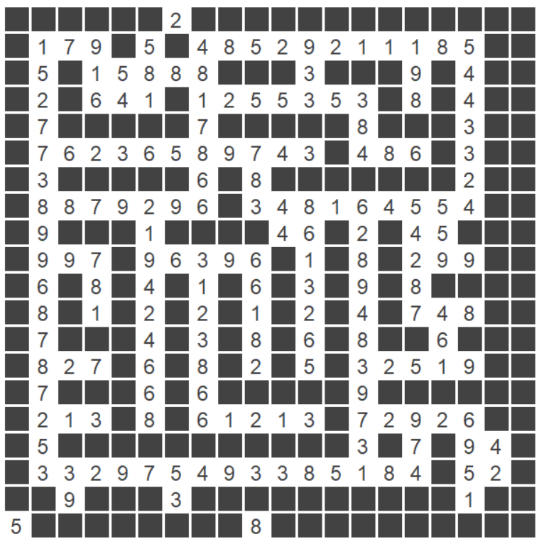 2
1 7 9 5 4 8 5 2 9 2 1 1 1 8 5
5 1 5 8 8 8 3 9 4
2 6 4 1 1 2 5 5 3 5 3 8 4
7 7 8 3
7 6 2 3 6 5 8 9 7 4 3 4 8 6 3
3 6 8 2
8 8 7 9 2 9 6 3 4 8 1 6 4 5 5 4
9 1 4 6 2 4 5
9 9 7 9 6 3 9 6 1 8 2 9 9
6 8 4 1 6 3 9 8
8 1 2 2 1 2 4 7 4 8
7 4 3 8 6 8 6
8 2 7 6 8 2 5 3 2 5 1 9
7 6 6 9
2 1 3 8 6 1 2 1 3 7 2 9 2 6
5 3 7 9 4
3 3 2 9 7 5 4 9 3 3 8 5 1 8 4 5 2
9 3 1
5 8